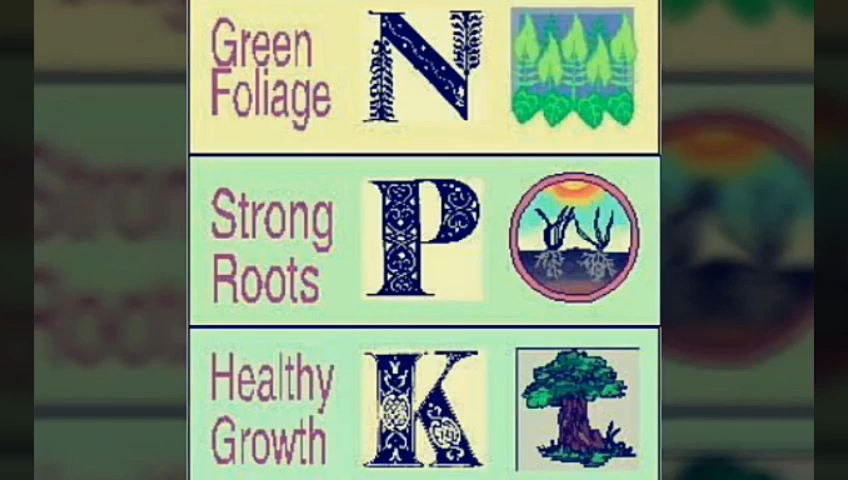 Green
Foliage
N
Strong
Roots
P
Healthy
Growth
K